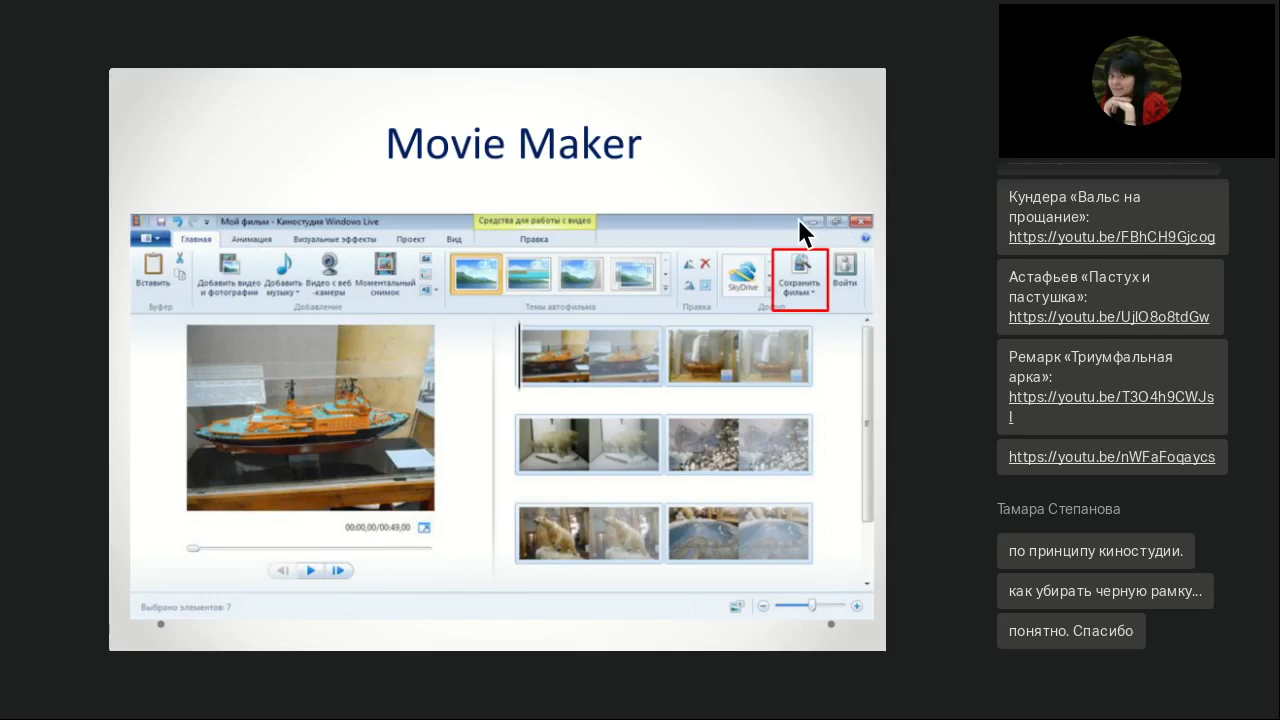 Movie Maker
Мой фильм - Киностудия Windows Live
Средства для работы с видео
Главная
Анимация
Визуальные эффекты
Проект
Вид
Правка
Вставить
Добавить видео
и фотографии
Добавить
музыку
Видео с веб
-камеры
Моментальный
снимок
SkyDrive
Сохранить
фильм
Войти
Буфер
Добавление
Темы автофильма
Правка
00:00,00/00:49,00
Выбрано элементов: 7
Кундера «Вальс на
прощание»:
https://youtu.be/FBhCH9Gjcog
Астафьев «Пастух и
пастушка»:
https://youtu.be/UjlO8o8tdGw
Ремарк «Триумфальная
арка»:
https://youtu.be/T3O4h9CWJs
I
https://youtu.be/nWFaFoqaycs
Тамара Степанова
по принципу киностудии.
как убирать черную рамку...
понятно. Спасибо